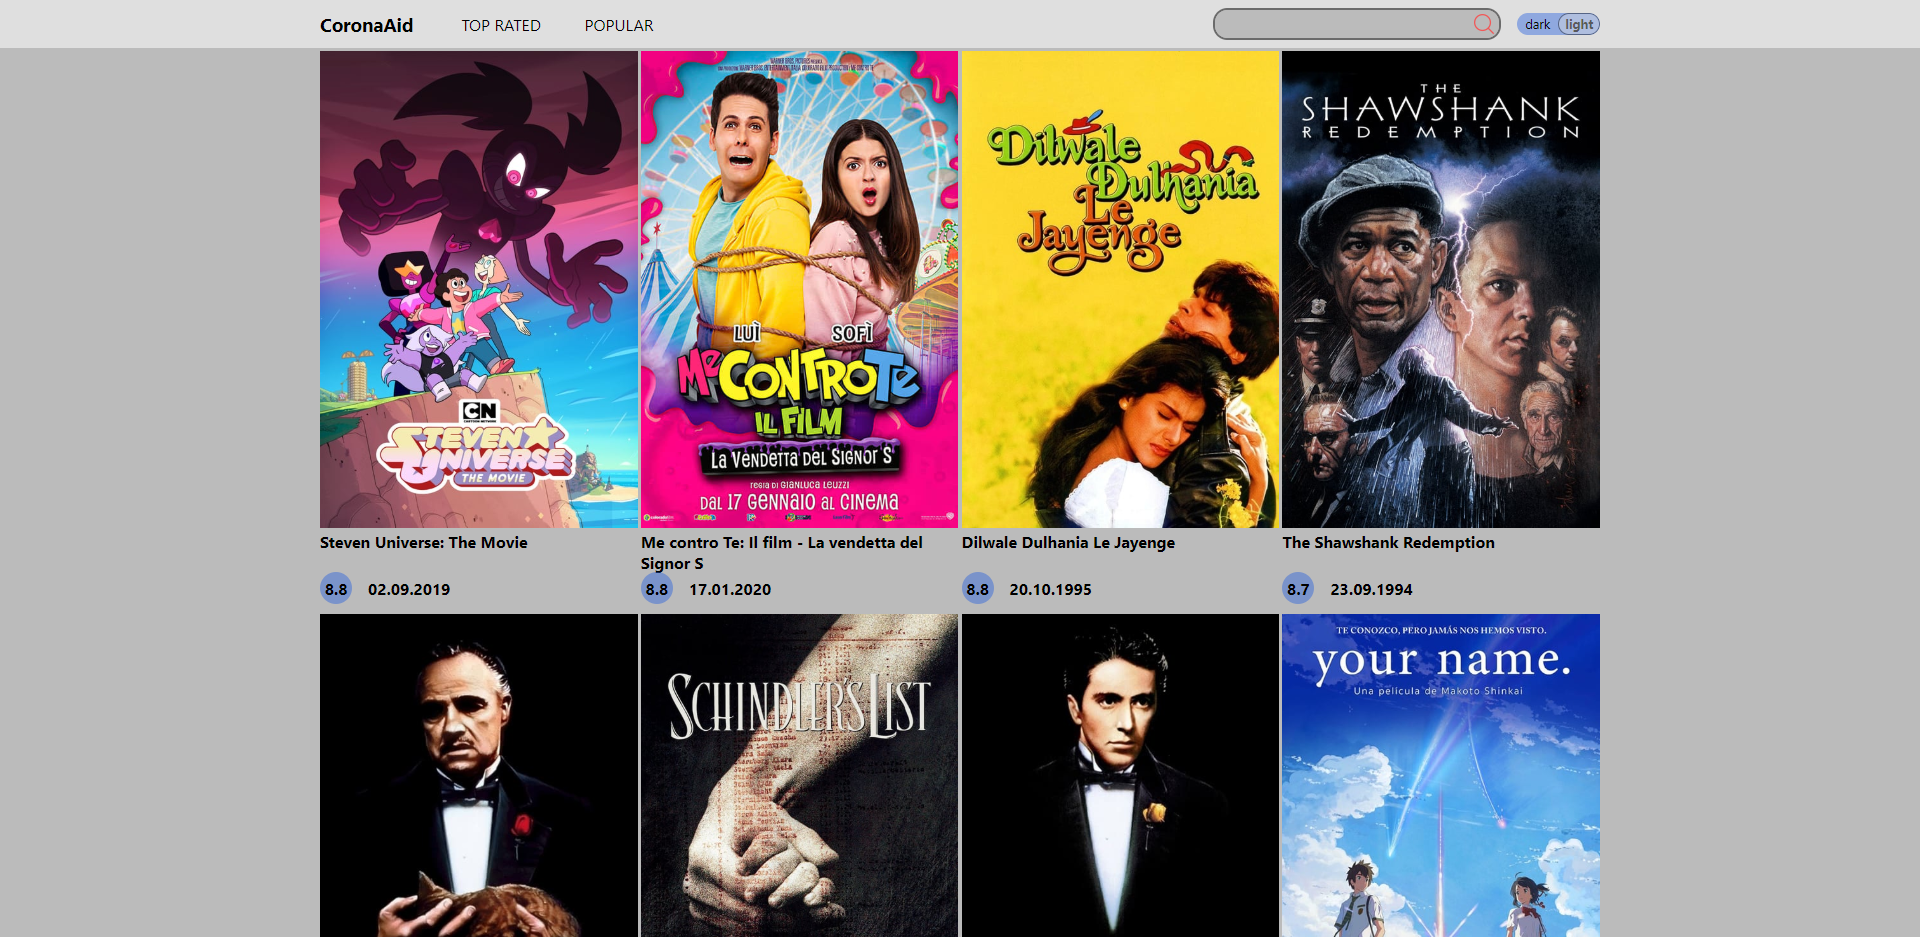 CoronaAid
TOP RATED
POPULAR
dark
light
CN
CARTOON NETWORK
STEVEN
UNIVERSE
THE MOVIE
Steven Universe: The Movie
8.8
02.09.2019
LUÌ
SOFÌ
Me CONTRO Te
IL FILM
LA VENDETTA DEL SIGNOR S
REGIA DI GIANLUCA LEUZZI
DAL 17 GENNAIO AL CINEMA
Me contro Te: Il film - La vendetta del
Signor S
8.8
17.01.2020
Dilwale
Dulhania
Le
Jayenge
Dilwale Dulhania Le Jayenge
8.8
20.10.1995
THE
SHAWSHANK
REDEMPTION
The Shawshank Redemption
8.7
23.09.1994
SCHINDLER'S LIST
TE CONOZCO, PERO JAMÁS NOS HEMOS VISTO.
your name.
Una película de Makoto Shinkai